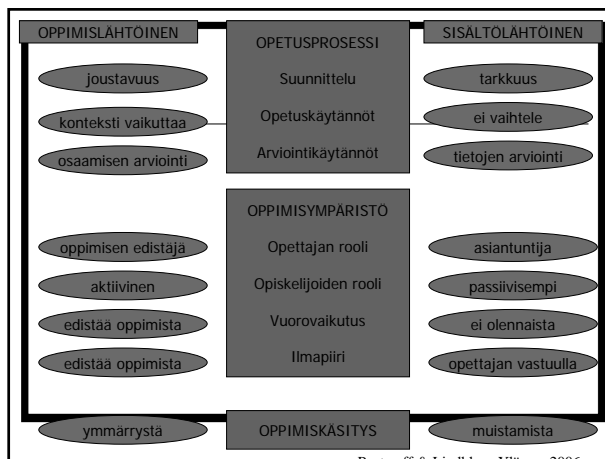 OPPIMISLÄHTÖINEN OPETUSPROSESSI SISÄLTÖLÄHTÖINEN
joustavuus Suunnittelu tarkkuus
konteksti vaikuttaa Opetuskäytännöt ei vaihtele
osaamisen arviointi Arviointikäytännöt tietojen arviointi
OPPIMISYMPÄRISTÖ
oppimisen edistäjä Opettajan rooli asiantuntija
aktiivinen Opiskelijoiden rooli passiivisempi
edistää oppimista Vuorovaikutus ei olennaista
edistää oppimista Ilmapiiri opettajan vastuulla
ymmärrystä OPPIMISKÄSITYS muistamista